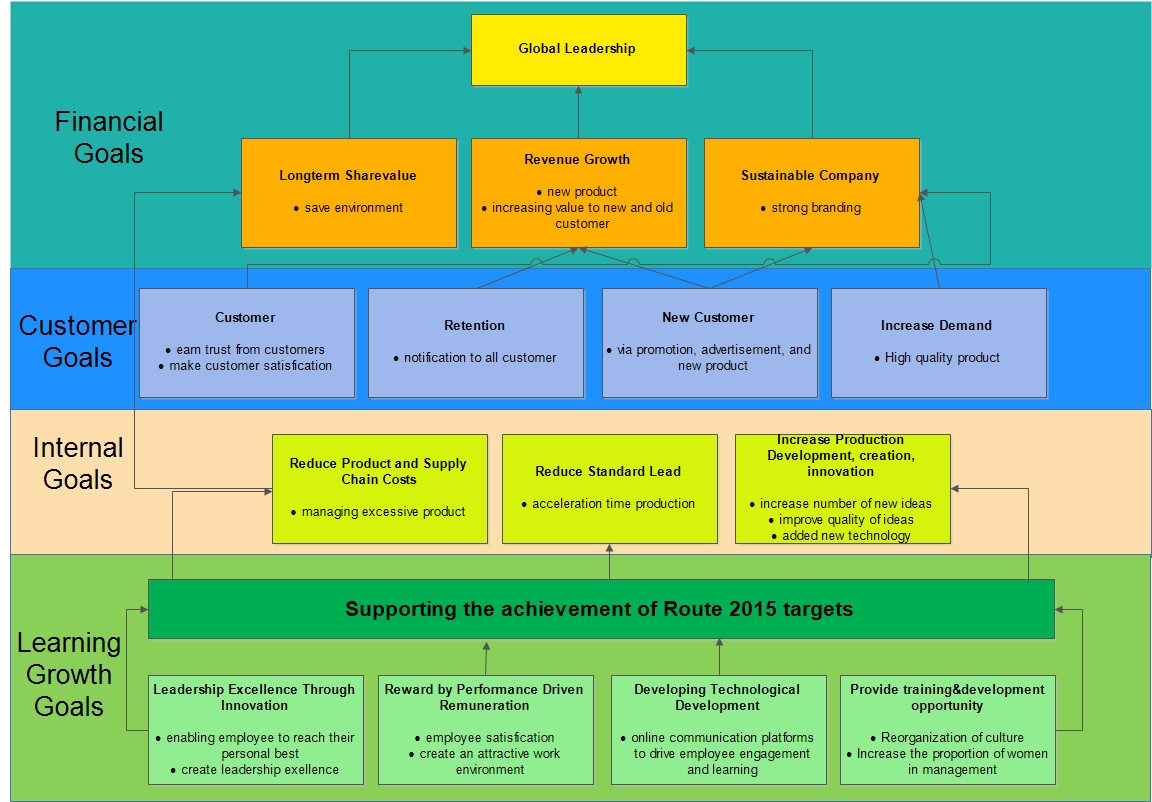 Global Leadership
Financial
Goals
Longterm Sharevalue
• save environment
Revenue Growth
• new product
• increasing value to new and old
customer
Sustainable Company
• strong branding
Customer
Goals
Customer
• earn trust from customers
• make customer satisfication
Retention
• notification to all customer
New Customer
• via promotion, advertisement, and
new product
Increase Demand
• High quality product
Internal
Goals
Reduce Product and Supply
Chain Costs
• managing excessive product
Reduce Standard Lead
• acceleration time production
Increase Production
Development, creation,
innovation
• increase number of new ideas
• improve quality of ideas
• added new technology
Learning
Growth
Goals
Supporting the achievement of Route 2015 targets
Leadership Excellence Through
Innovation
• enabling employee to reach their
personal best
• create leadership exellence
Reward by Performance Driven
Remuneration
• employee satisfaction
• create an attractive work
environment
Developing Technological
Development
• online communication platforms
to drive employee engagement
and learning
Provide training&development
opportunity
• Reorganization of culture
• Increase the proportion of women
in management